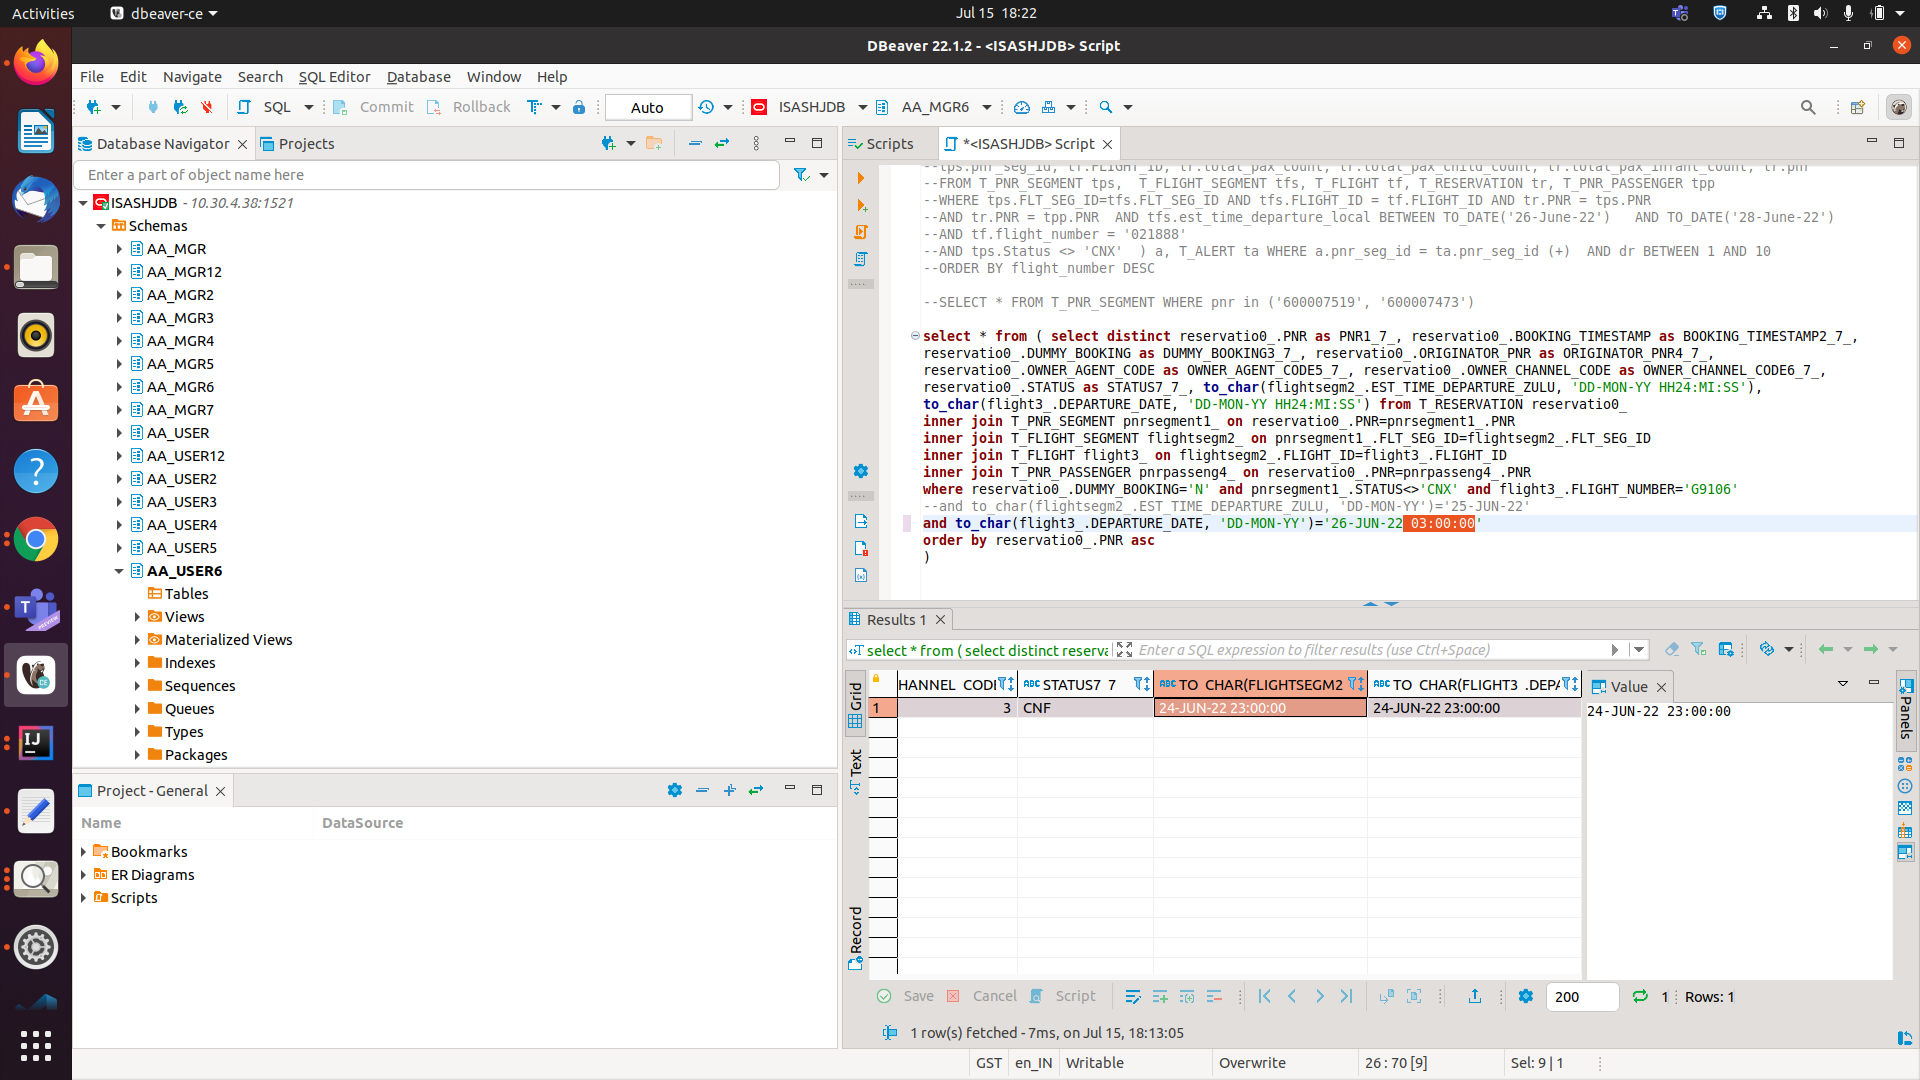 Activities
dbeaver-ce
Jul 15 18:22
DBeaver 22.1.2 - <ISASHJDB> Script
File Edit Navigate Search SQL Editor Database Window Help
SQL
Commit
Rollback
Auto
ISASHJDB
AA_MGR6
Database Navigator
Projects
Enter a part of object name here
ISASHJDB - 10.30.4.38:1521
Schemas
AA_MGR
AA_MGR12
AA_MGR2
AA_MGR3
AA_MGR4
AA_MGR5
AA_MGR6
AA_MGR7
AA_USER
AA_USER12
AA_USER2
AA_USER3
AA_USER4
AA_USER5
AA_USER6
Tables
Views
Materialized Views
Indexes
Sequences
Queues
Types
Packages
Project - General
Name
DataSource
Bookmarks
ER Diagrams
Scripts
Scripts
*<ISASHJDB> Script
--tps.pnr_seg_id, tf.FLIGHT_ID, tr.total_pax_count, tr.total_pax_child_count, tr.total_pax_infant_count, tr.pnr
--FROM T_PNR_SEGMENT tps,  T_FLIGHT_SEGMENT tfs, T_FLIGHT tf, T_RESERVATION tr, T_PNR_PASSENGER tpp
--WHERE tps.FLT_SEG_ID=tfs.FLT_SEG_ID AND tfs.FLIGHT_ID = tf.FLIGHT_ID AND tr.PNR = tps.PNR
--AND tr.PNR = tpp.PNR  AND tfs.est_time_departure_local BETWEEN TO_DATE('26-June-22')   AND TO_DATE('28-June-22')
--AND tf.flight_number = '021888'
--AND tps.Status <> 'CNX'  ) a, T_ALERT ta WHERE a.pnr_seg_id = ta.pnr_seg_id (+)  AND dr BETWEEN 1 AND 10
--ORDER BY flight_number DESC
--SELECT * FROM T_PNR_SEGMENT WHERE pnr in ('600007519', '600007473')
select * from ( select distinct reservatio0_.PNR as PNR1_7_, reservatio0_.BOOKING_TIMESTAMP as BOOKING_TIMESTAMP2_7_,
reservatio0_.DUMMY_BOOKING as DUMMY_BOOKING3_7_, reservatio0_.ORIGINATOR_PNR as ORIGINATOR_PNR4_7_,
reservatio0_.OWNER_AGENT_CODE as OWNER_AGENT_CODE5_7_, reservatio0_.OWNER_CHANNEL_CODE as OWNER_CHANNEL_CODE6_7_,
reservatio0_.STATUS as STATUS7_7_, to_char(flightsegm2_.EST_TIME_DEPARTURE_ZULU, 'DD-MON-YY HH24:MI:SS'),
to_char(flight3_.DEPARTURE_DATE, 'DD-MON-YY HH24:MI:SS') from T_RESERVATION reservatio0_
inner join T_PNR_SEGMENT pnrsegment1_ on reservatio0_.PNR=pnrsegment1_.PNR
inner join T_FLIGHT_SEGMENT flightsegm2_ on pnrsegment1_.FLT_SEG_ID=flightsegm2_.FLT_SEG_ID
inner join T_FLIGHT flight3_ on flightsegm2_.FLIGHT_ID=flight3_.FLIGHT_ID
inner join T_PNR_PASSENGER pnrpasseng4_ on reservatio0_.PNR=pnrpasseng4_.PNR
where reservatio0_.DUMMY_BOOKING='N' and pnrsegment1_.STATUS<>'CNX' and flight3_.FLIGHT_NUMBER='G9106'
--and to_char(flightsegm2_.EST_TIME_DEPARTURE_ZULU, 'DD-MON-YY')='25-JUN-22'
and to_char(flight3_.DEPARTURE_DATE, 'DD-MON-YY')='26-JUN-22 03:00:00'
order by reservatio0_.PNR asc
)
Results 1
select * from ( select distinct reserva
Enter a SQL expression to filter results (use Ctrl+Space)
Grid
Text
Record
HANNEL_CODI
ABC STATUS7_7
ABC TO_CHAR(FLIGHTSEGM2
ABC TO_CHAR(FLIGHT3_.DEPA
1
3
CNF
24-JUN-22 23:00:00
24-JUN-22 23:00:00
Value
24-JUN-22 23:00:00
Panels
Save
Cancel
Script
200
1
Rows: 1
1 row(s) fetched - 7ms, on Jul 15, 18:13:05
GST
en_IN
Writable
Overwrite
26 : 70 [9]
Sel: 9 | 1